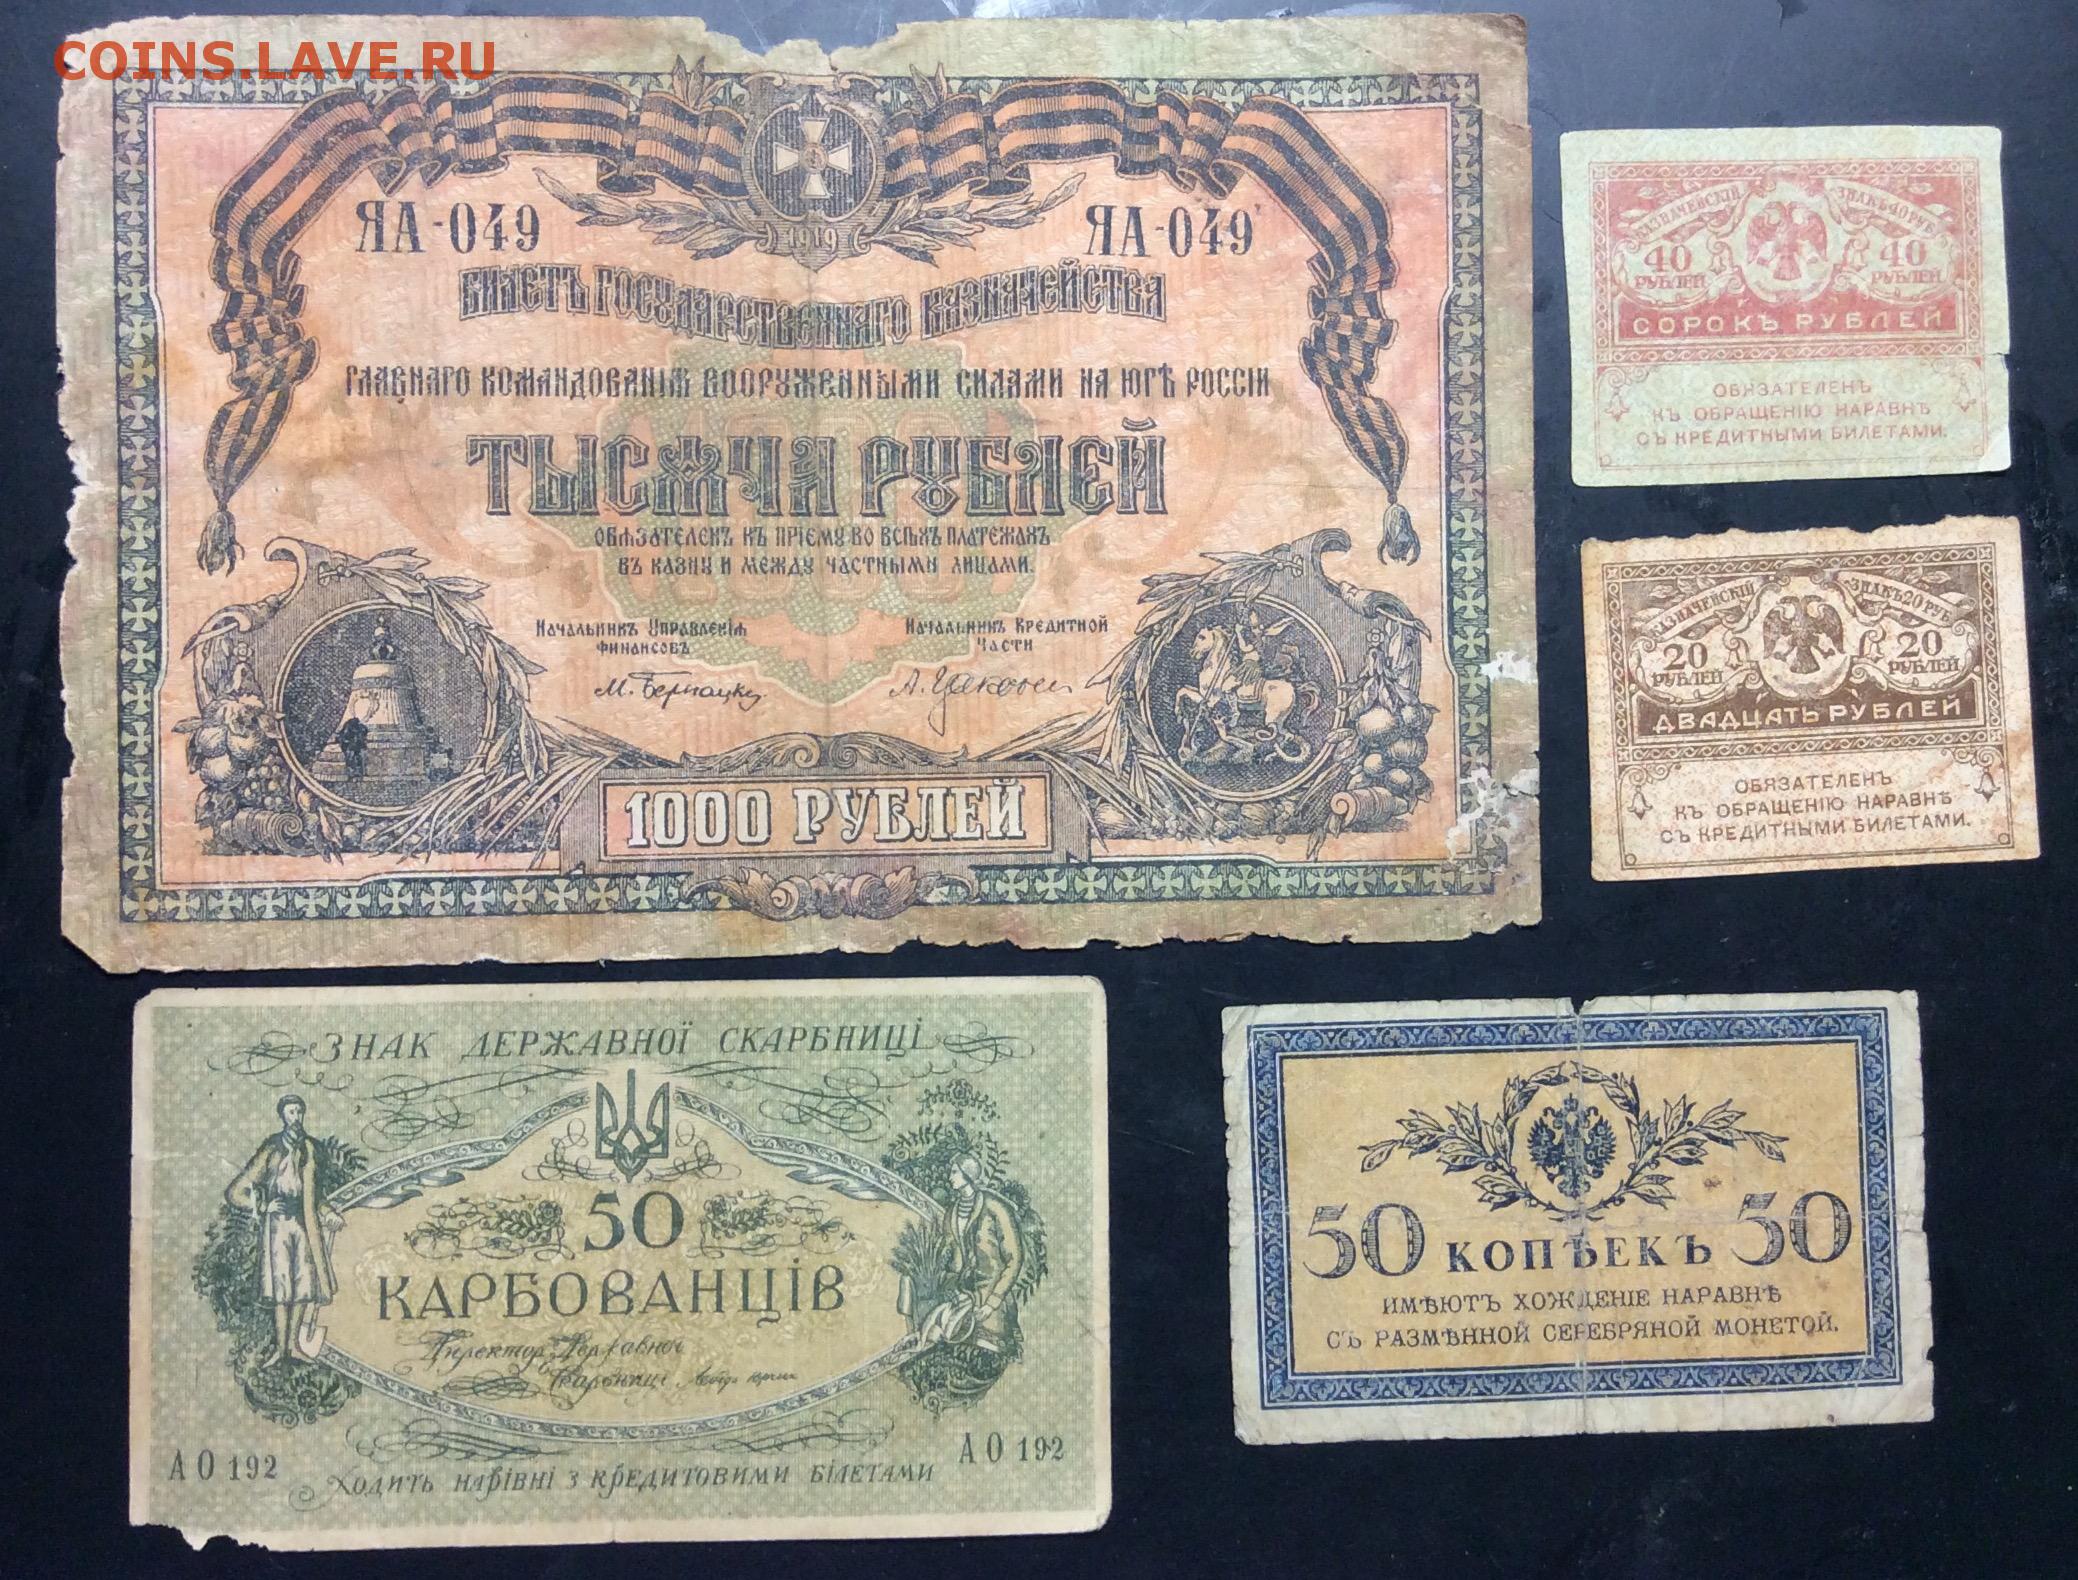 COINS.LAVE.RU
1919
ЯА-049 ЯА-049
БИЛЕТЪ ГОСУДАРСТВЕННАГО КАЗНАЧЕЙСТВА
ГЛАВНАГО КОМАНДОВАНІЯ ВООРУЖЕННЫМИ СИЛАМИ НА ЮГѢ РОССІИ
ТЫСЯЧА РУБЛЕЙ
ОБЯЗАТЕЛЕНЪ КЪ ПРІЕМУ ВО ВСѢХЪ ПЛАТЕЖАХЪ
ВЪ КАЗНУ И МЕЖДУ ЧАСТНЫМИ ЛИЦАМИ.
НАЧАЛЬНИКЪ УПРАВЛЕНІЯ
ФИНАНСОВЪ
НАЧАЛЬНИКЪ КРЕДИТНОЙ
ЧАСТИ
М. Бернацкій
1000 РУБЛЕЙ
КАЗНАЧЕЙСКІЙ ЗНАКЪ 40 РУБ.
40 40
РУБЛЕЙ РУБЛЕЙ
СОРОКЪ РУБЛЕЙ
ОБЯЗАТЕЛЕНЪ
КЪ ОБРАЩЕНІЮ НАРАВНѢ
СЪ КРЕДИТНЫМИ БИЛЕТАМИ.
КАЗНАЧЕЙСКІЙ ЗНАКЪ 20 РУБ.
20 20
РУБЛЕЙ РУБЛЕЙ
ДВАДЦАТЬ РУБЛЕЙ
ОБЯЗАТЕЛЕНЪ
КЪ ОБРАЩЕНІЮ НАРАВНѢ
СЪ КРЕДИТНЫМИ БИЛЕТАМИ.
ЗНАК ДЕРЖАВНОЇ СКАРБНИЦІ
50
КАРБОВАНЦІВ
Директор Державної
Скарбниці
АО 192 АО 192
Ходить нарівні з кредитовими білетами
50 КОПѢЕКЪ 50
ИМѢЮТЪ ХОЖДЕНІЕ НАРАВНѢ
СЪ РАЗМѢННОЙ СЕРЕБРЯНОЙ МОНЕТОЙ.